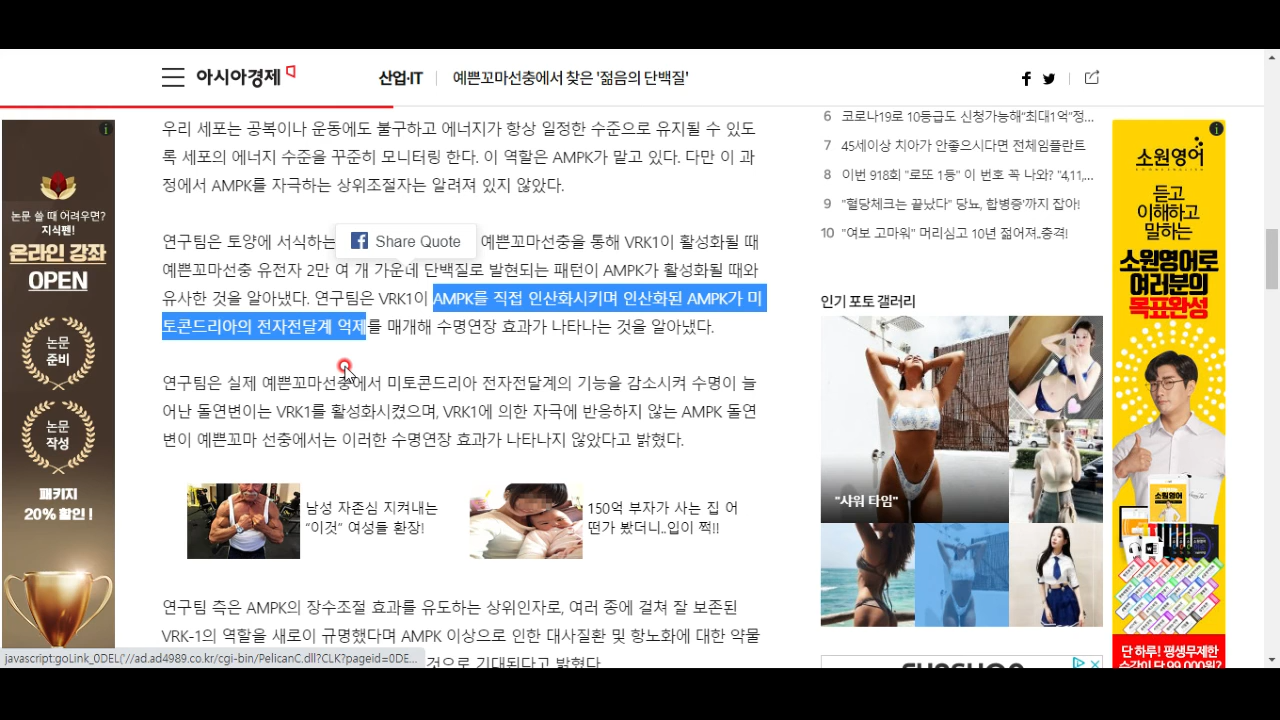 아시아경제
산업·IT
예쁜꼬마선충에서 찾은 '젊음의 단백질'
우리 세포는 공복이나 운동에도 불구하고 에너지가 항상 일정한 수준으로 유지될 수 있도
록 세포의 에너지 수준을 꾸준히 모니터링 한다. 이 역할은 AMPK가 맡고 있다. 다만 이 과
정에서 AMPK를 자극하는 상위조절자는 알려져 있지 않았다.
연구팀은 토양에 서식하는
Share Quote
예쁜꼬마선충을 통해 VRK1이 활성화될 때
예쁜꼬마선충 유전자 2만 여 개 가운데 단백질로 발현되는 패턴이 AMPK가 활성화될 때와
유사한 것을 알아냈다. 연구팀은 VRK1이 AMPK를 직접 인산화시키며 인산화된 AMPK가 미
토콘드리아의 전자전달계 억제를 매개해 수명연장 효과가 나타나는 것을 알아냈다.
연구팀은 실제 예쁜꼬마선충에서 미토콘드리아 전자전달계의 기능을 감소시켜 수명이 늘
어난 돌연변이는 VRK1를 활성화시켰으며, VRK1에 의한 자극에 반응하지 않는 AMPK 돌연
변이 예쁜꼬마 선충에서는 이러한 수명연장 효과가 나타나지 않았다고 밝혔다.
남성 자존심 지켜내는
"이것" 여성들 환장!
150억 부자가 사는 집 어
떤가 봤더니..입이 쩍!!
연구팀 측은 AMPK의 장수조절 효과를 유도하는 상위인자로, 여러 종에 걸쳐 잘 보존된
VRK-1의 역할을 새로이 규명했다며 AMPK 이상으로 인한 대사질환 및 항노화에 대한 약물
것으로 기대된다고 밝혔다
javascript:goLink_0DEL('//ad.ad4989.co.kr/cgi-bin/PelicanC.dll?CLK?pageid=0DE...
논문 쓸 때 어려우면?
지식펜!
온라인 강좌
OPEN
논문
준비
논문
작성
패키지
20% 할인 !
6 코로나19로 10등급도 신청가능해"최대1억"정...
7 45세이상 치아가 안좋으시다면 전체임플란트
8 이번 918회 "로또 1등" 이 번호 꼭 나와? "4,11,...
9 "혈당체크는 끝났다" 당뇨, 합병증'까지 잡아!
10 "여보 고마워" 머리심고 10년 젊어져..충격!
인기 포토 갤러리
"샤워 타임"
소원영어
듣고
이해하고
말하는
소원영어로
여러분의
목표완성
단 하루! 평생무제한
수강이 단 99,000원?